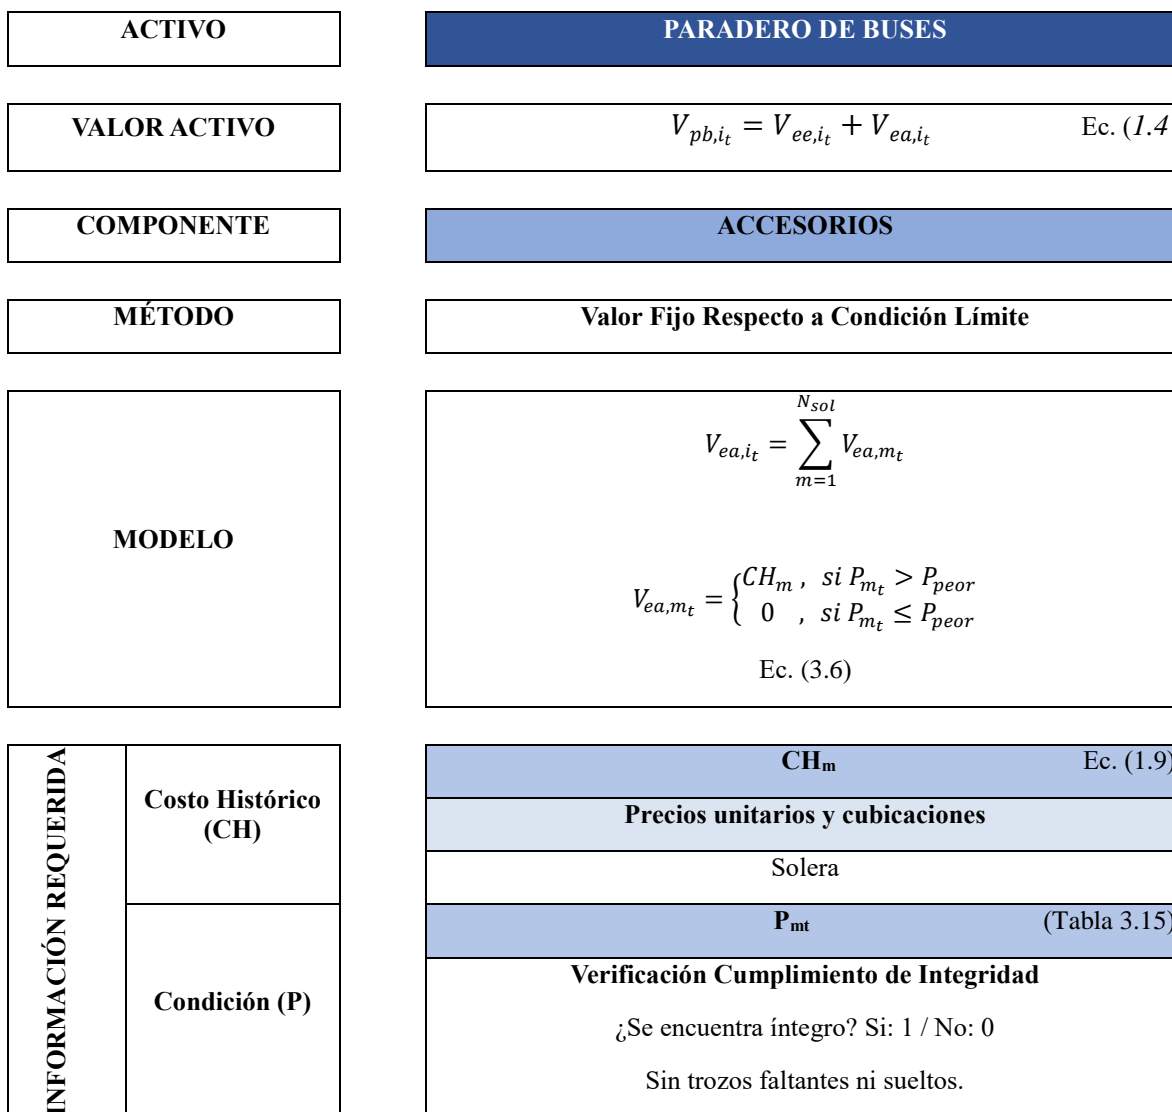 ACTIVO
PARADERO DE BUSES
VALOR ACTIVO
V_{pb,i_t} = V_{ee,i_t} + V_{ea,i_t} Ec. (1.4
COMPONENTE
ACCESORIOS
MÉTODO
Valor Fijo Respecto a Condición Límite
MODELO
V_{ea,i_t} = \sum_{m=1}^{N_{sol}} V_{ea,m_t}
V_{ea,m_t} = { CH_m , si P_{m_t} > P_{peor}
0 , si P_{m_t} ≤ P_{peor}
Ec. (3.6)
INFORMACIÓN REQUERIDA
Costo Histórico
(CH)
CH_m Ec. (1.9)
Precios unitarios y cubicaciones
Solera
Condición (P)
P_{mt} (Tabla 3.15)
Verificación Cumplimiento de Integridad
¿Se encuentra íntegro? Si: 1 / No: 0
Sin trozos faltantes ni sueltos.